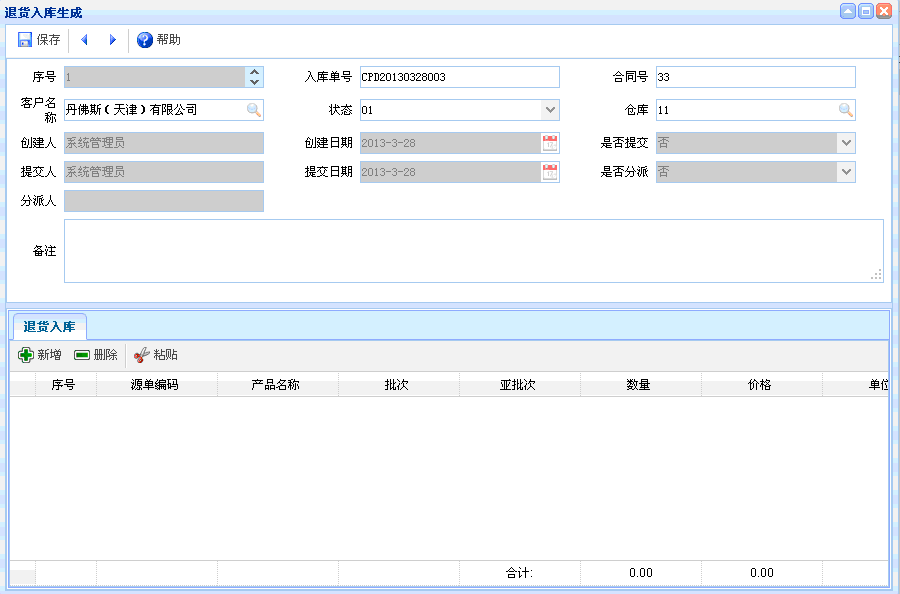 退货入库生成
保存 帮助
序号 1 入库单号 CPD20130328003 合同号 33
客户名称 丹佛斯（天津）有限公司 状态 01 仓库 11
创建人 系统管理员 创建日期 2013-3-28 是否提交 否
提交人 系统管理员 提交日期 2013-3-28 是否分派 否
分派人
备注
退货入库
新增 删除 粘贴
序号 源单编码 产品名称 批次 亚批次 数量 价格 单位
合计: 0.00 0.00